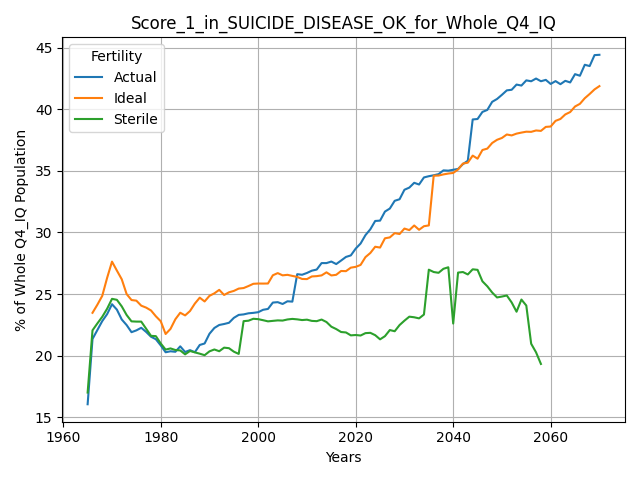 Score_1_in_SUICIDE_DISEASE_OK_for_Whole_Q4_IQ
Fertility
Actual
Ideal
Sterile
% of Whole Q4_IQ Population
45
40
35
30
25
20
15
1960 1980 2000 2020 2040 2060
Years